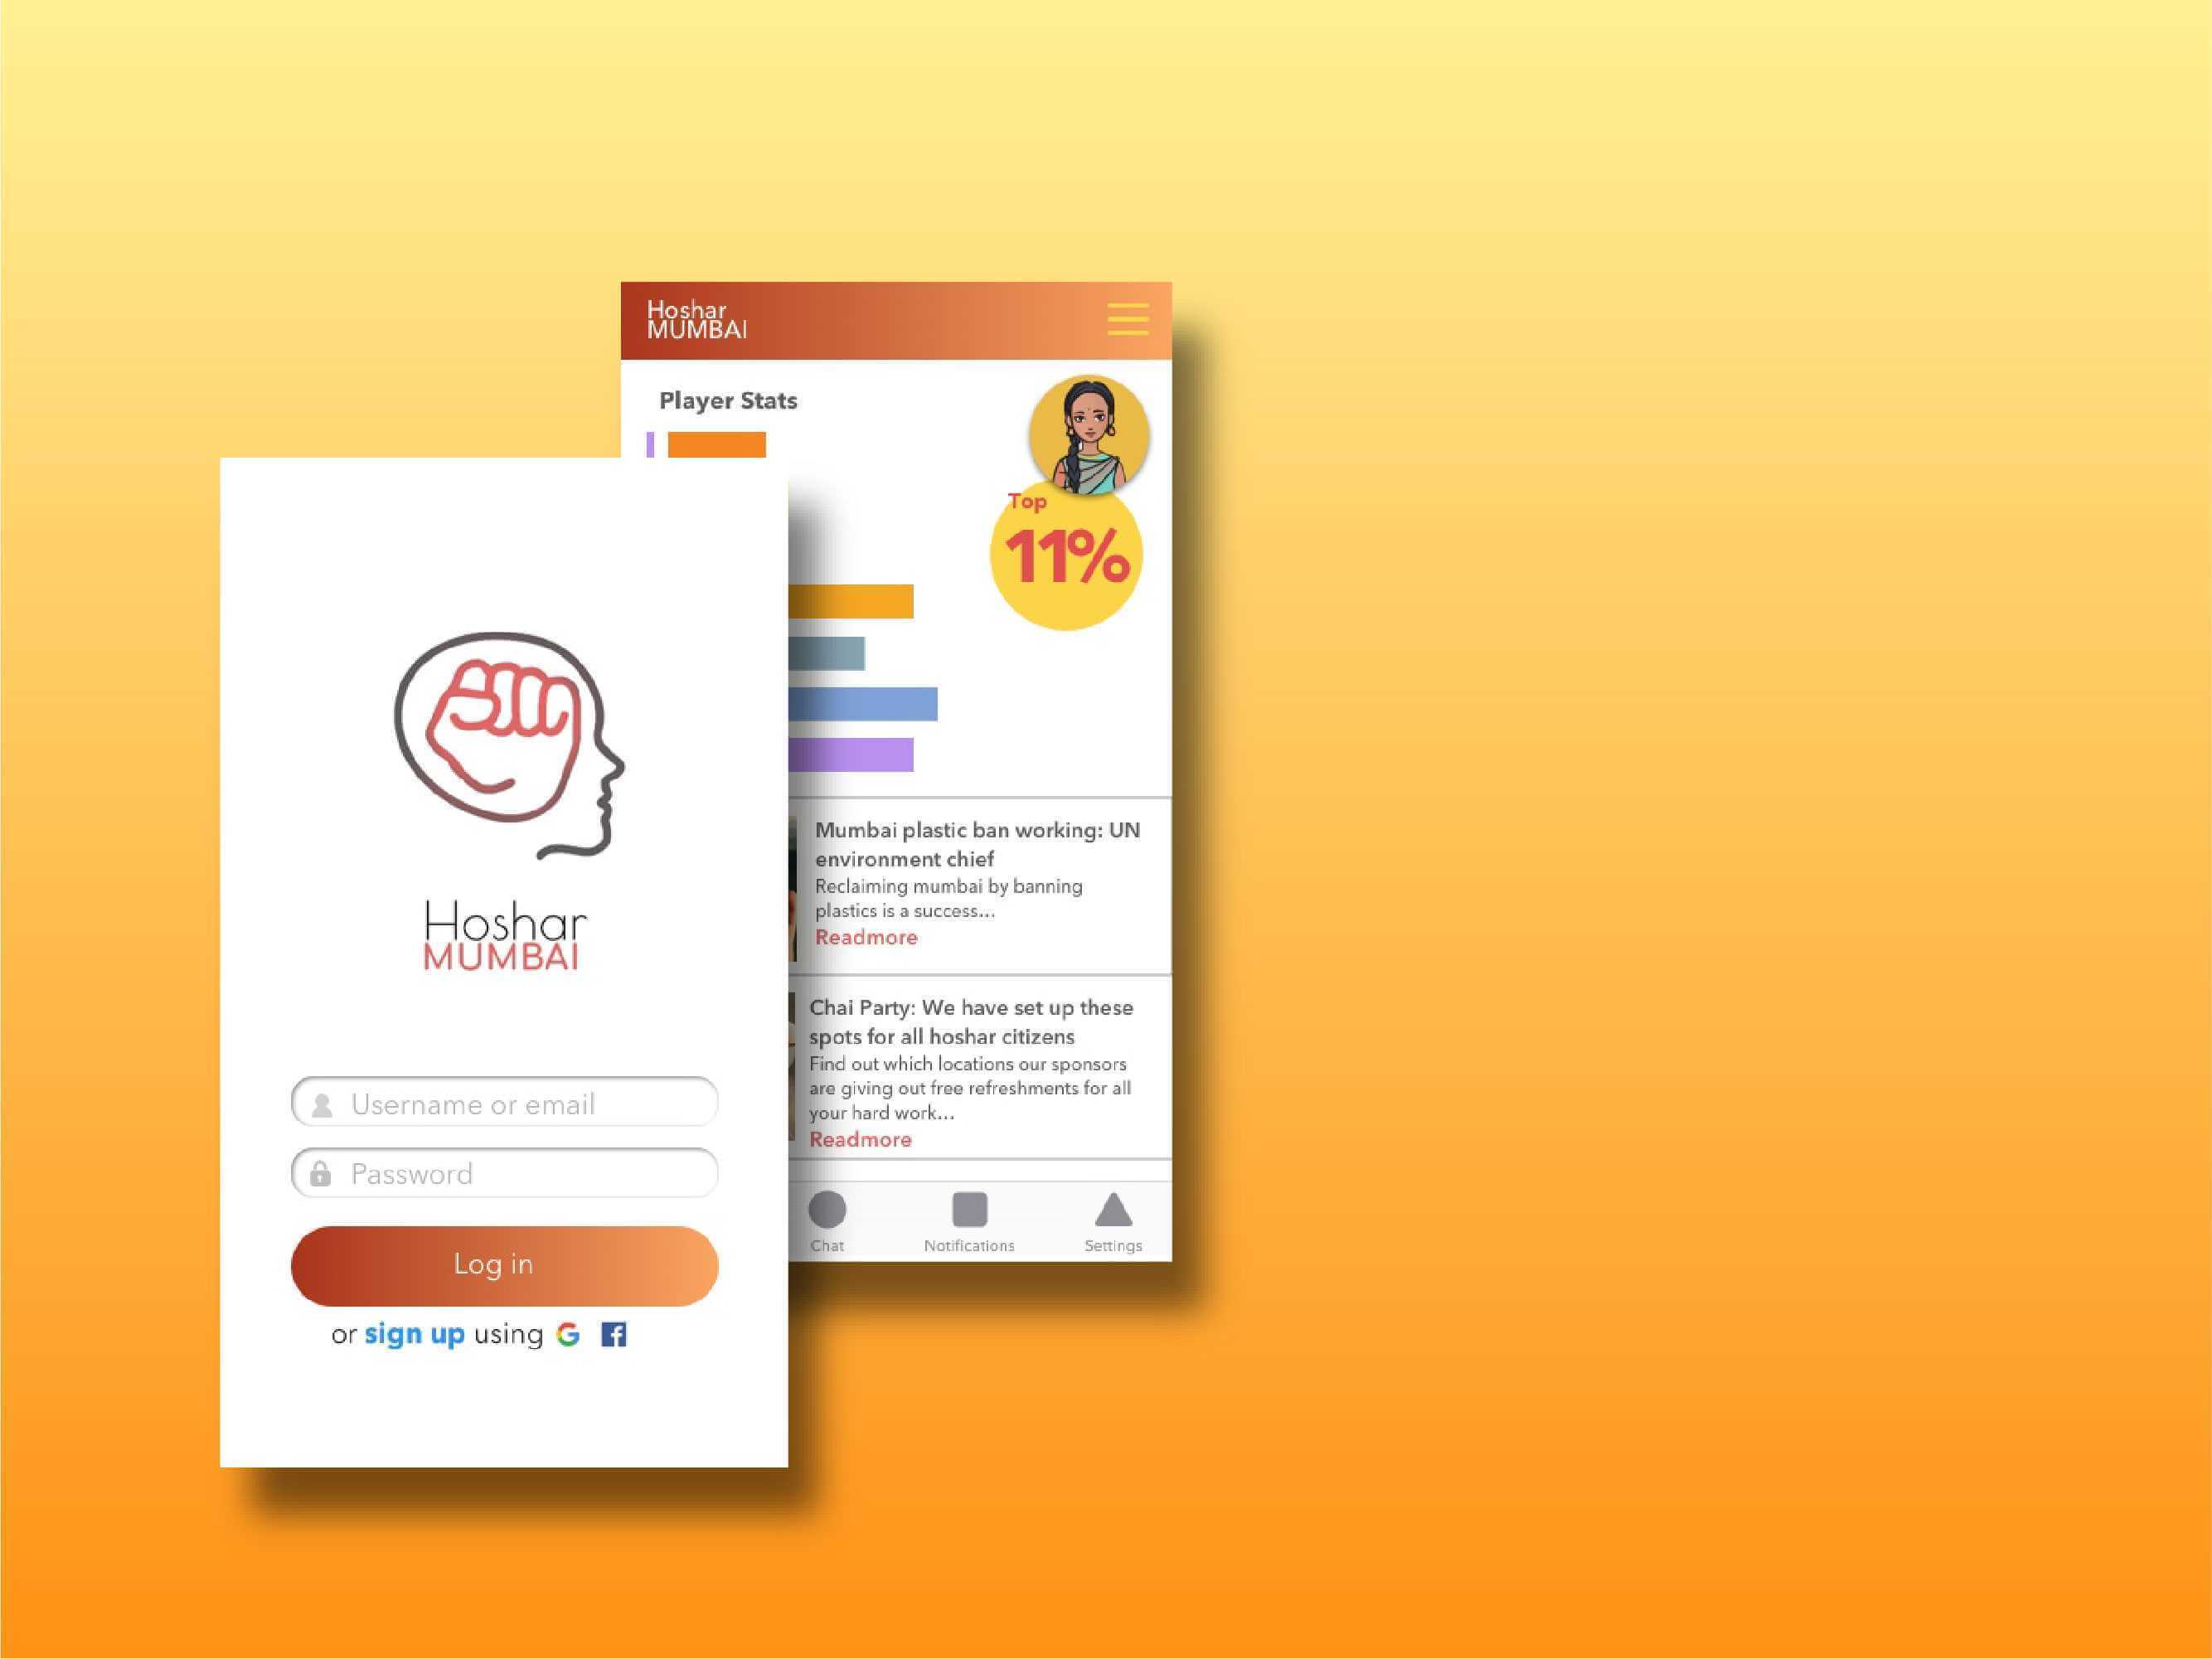 Hoshar
MUMBAI
Player Stats
Top
11%
Mumbai plastic ban working: UN
environment chief
Reclaiming mumbai by banning
plastics is a success...
Readmore
Chai Party: We have set up these
spots for all hoshar citizens
Find out which locations our sponsors
are giving out free refreshments for all
your hard work...
Readmore
Chat
Notifications
Settings
Hoshar
MUMBAI
Username or email
Password
Log in
or sign up using G f